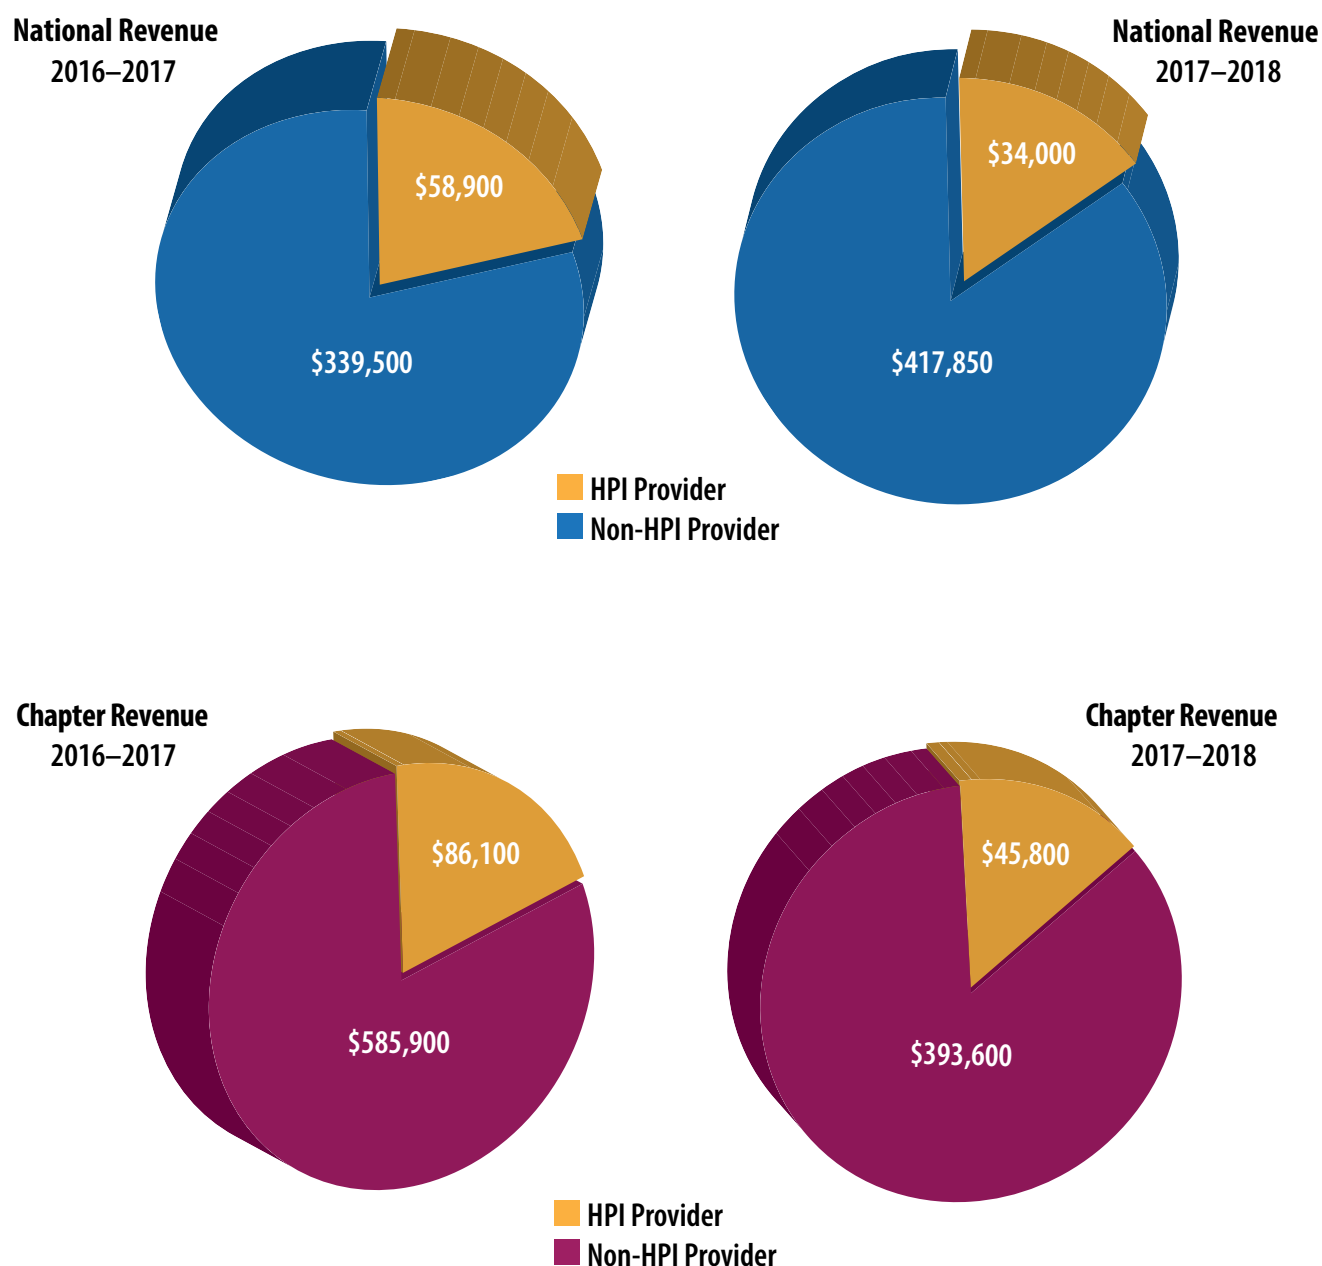 National Revenue
2016–2017
National Revenue
2017–2018
$58,900
$34,000
$339,500
$417,850
HPI Provider
Non-HPI Provider
Chapter Revenue
2016–2017
Chapter Revenue
2017–2018
$86,100
$45,800
$585,900
$393,600
HPI Provider
Non-HPI Provider